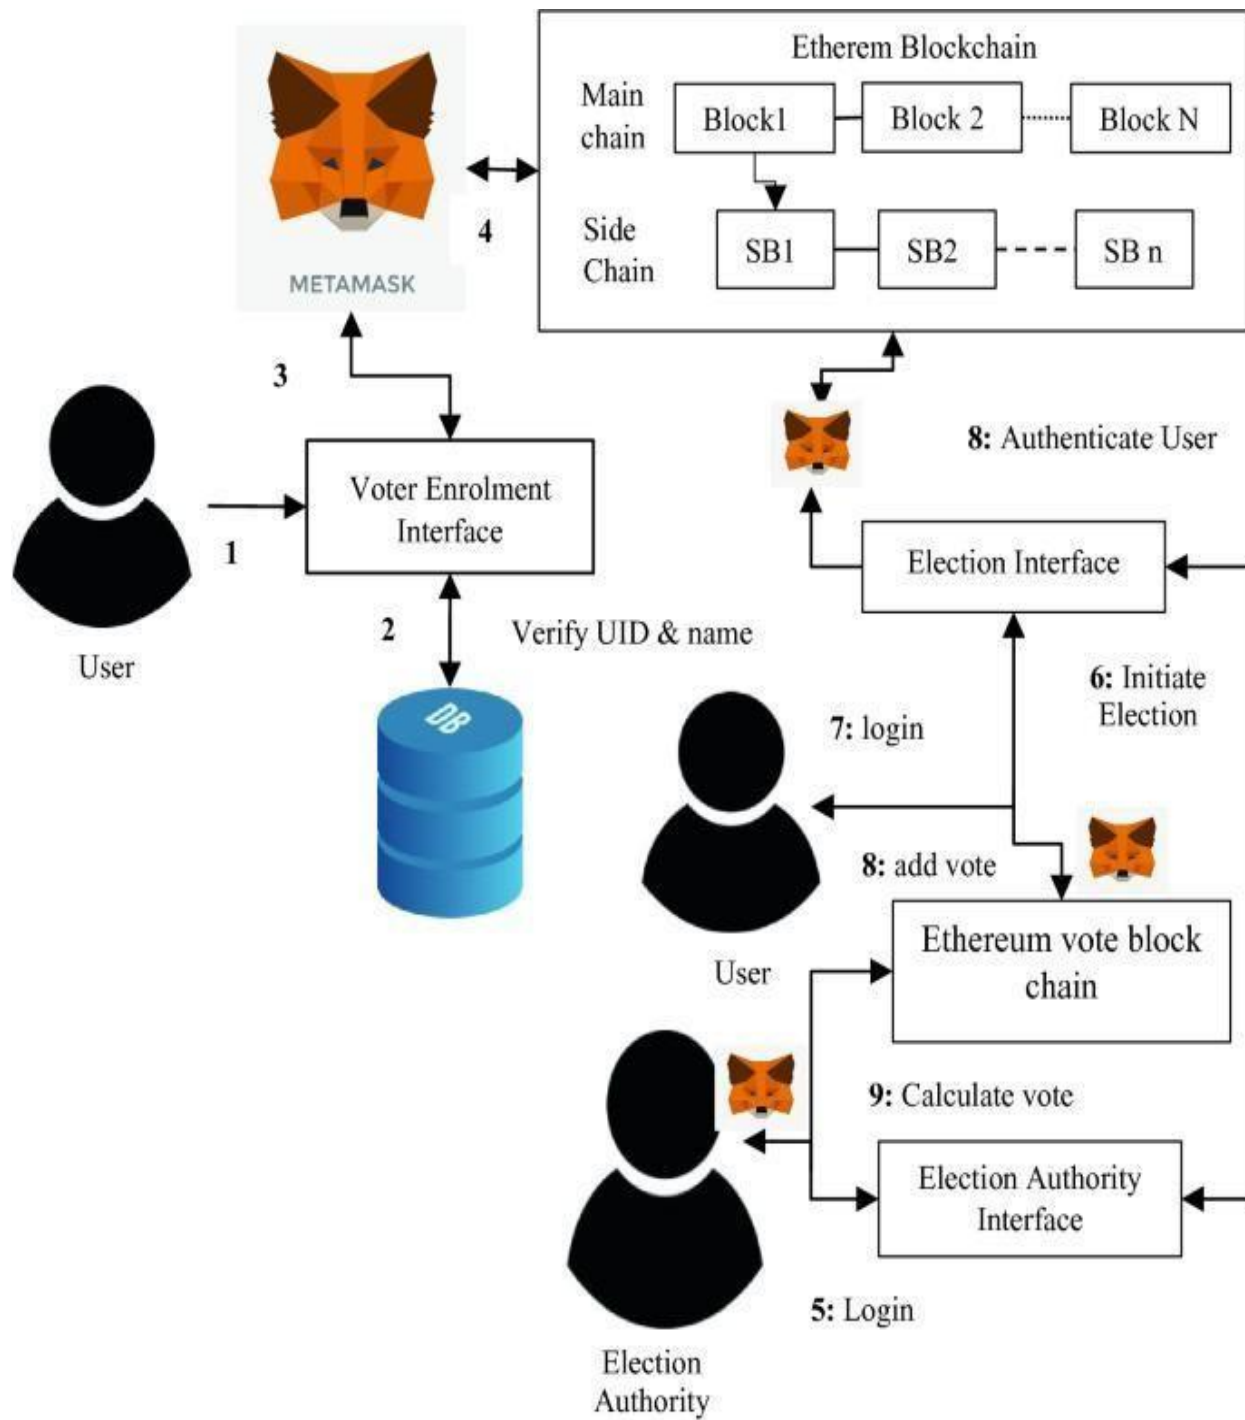 Etherem Blockchain
Main
chain
Block1
Block 2
Block N
Side
Chain
SB1
SB2
SB n
4
METAMASK
3
8: Authenticate User
Voter Enrolment
Interface
1
User
2
Verify UID & name
DB
Election Interface
6: Initiate
Election
7: login
8: add vote
User
Ethereum vote block
chain
9: Calculate vote
Election Authority
Interface
5: Login
Election
Authority